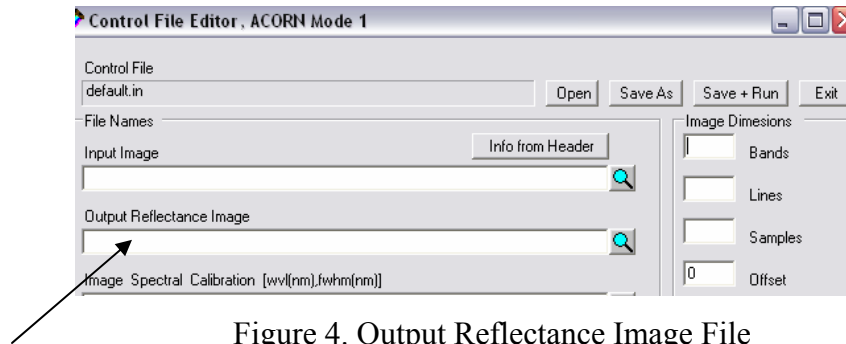 Control File Editor , ACORN Mode 1
Control File
default.in
Open
Save As
Save + Run
Exit
File Names
Input Image
Info from Header
Output Reflectance Image
Image Spectral Calibration [wvl(nm),fwhm(nm)]
Image Dimesions
Bands
Lines
Samples
0 Offset
Figure 4. Output Reflectance Image File